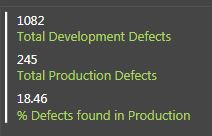 1082
Total Development Defects
245
Total Production Defects
18.46
% Defects found in Production